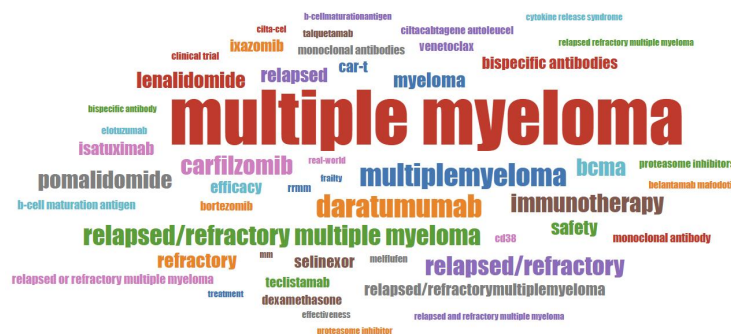 b-cellmaturationantigen
cytokine release syndrome
cilta-cel
ciltacabtagene autoleucel
talquetamab
ixazomib
monoclonal antibodies
venetoclax
relapsed refractory multiple myeloma
clinical trial
car-t
bispecific antibodies
lenalidomide
relapsed
myeloma
multiple myeloma
bispecific antibody
elotuzumab
isatuximab
carfilzomib
real-world
multiplemyeloma
bcma
proteasome inhibitors
pomalidomide
efficacy
rrmm
frailty
belantamab mafodotin
b-cell maturation antigen
bortezomib
daratumumab
immunotherapy
relapsed/refractory multiple myeloma
cd38
safety
monoclonal antibody
refractory
mm
selinexor
melflufen
relapsed/refractory
relapsed or refractory multiple myeloma
teclistamab
relapsed/refractorymultiplemyeloma
treatment
dexamethasone
effectiveness
relapsed and refractory multiple myeloma
proteasome inhibitor